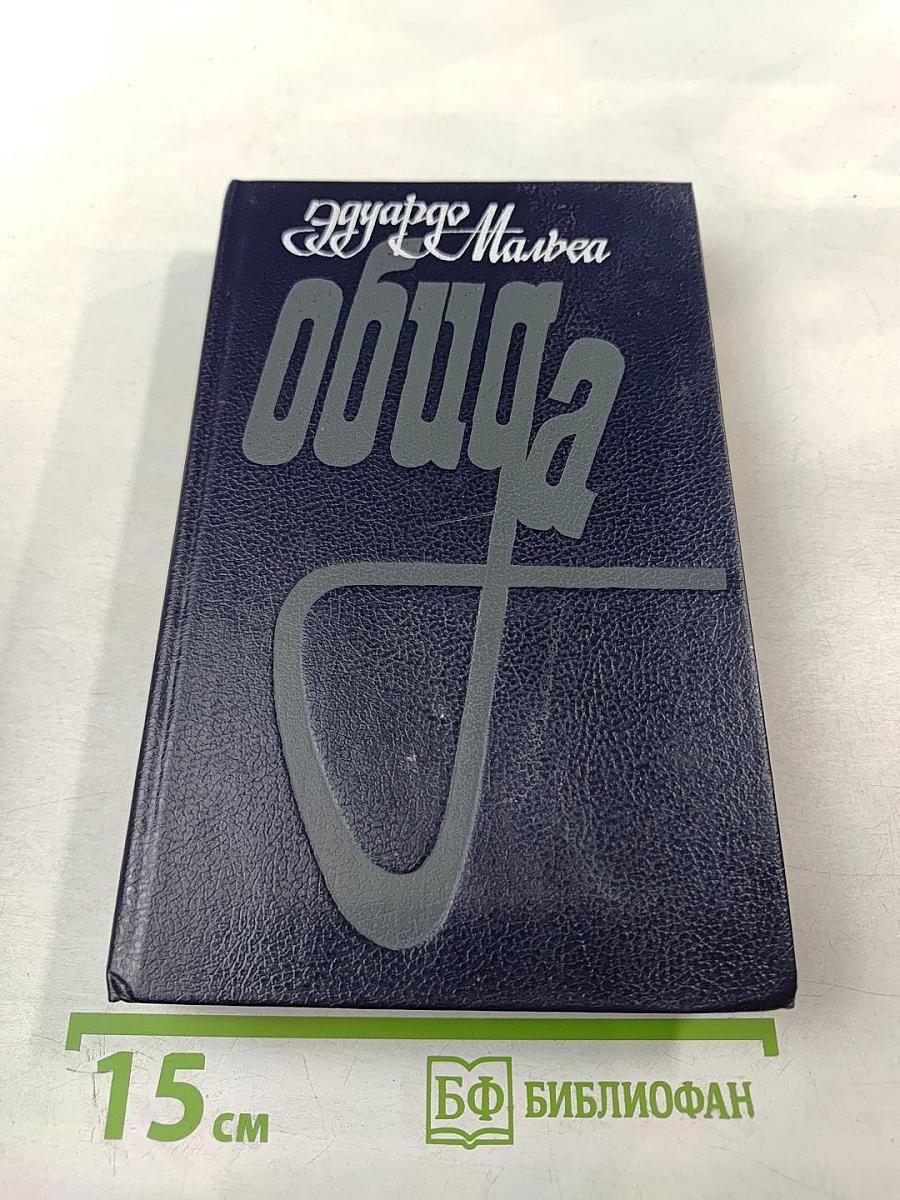 Эдуардо Мальеа
обида
15 см
БФ БИБЛИОФАН